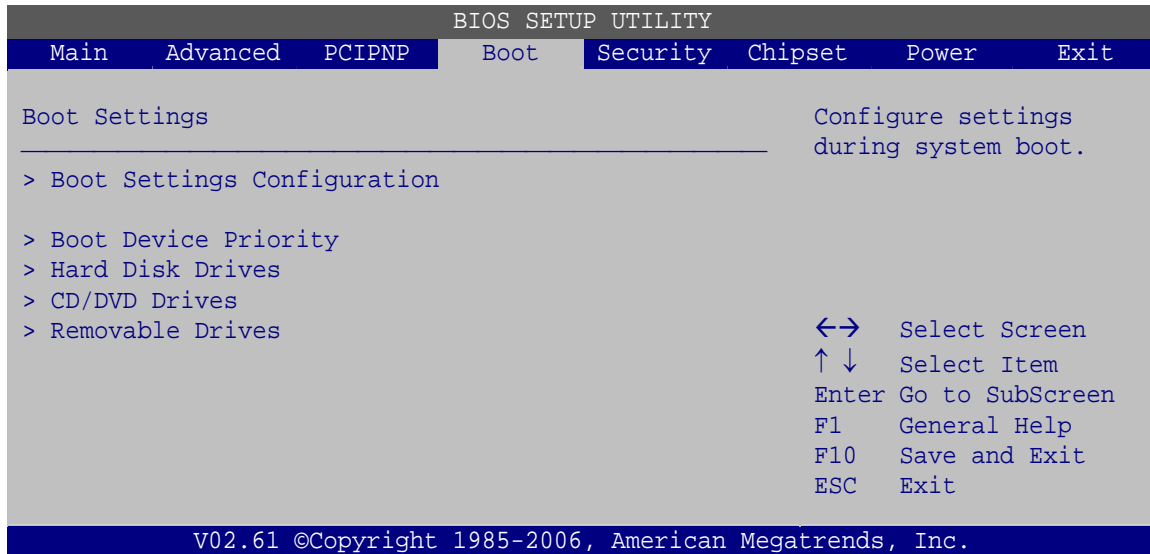 BIOS SETUP UTILITY
Main Advanced PCIPNP Boot Security Chipset Power Exit
Boot Settings
> Boot Settings Configuration
> Boot Device Priority
> Hard Disk Drives
> CD/DVD Drives
> Removable Drives
Configure settings
during system boot.
←→ Select Screen
↑ ↓ Select Item
Enter Go to SubScreen
F1 General Help
F10 Save and Exit
ESC Exit
V02.61 ©Copyright 1985-2006, American Megatrends, Inc.